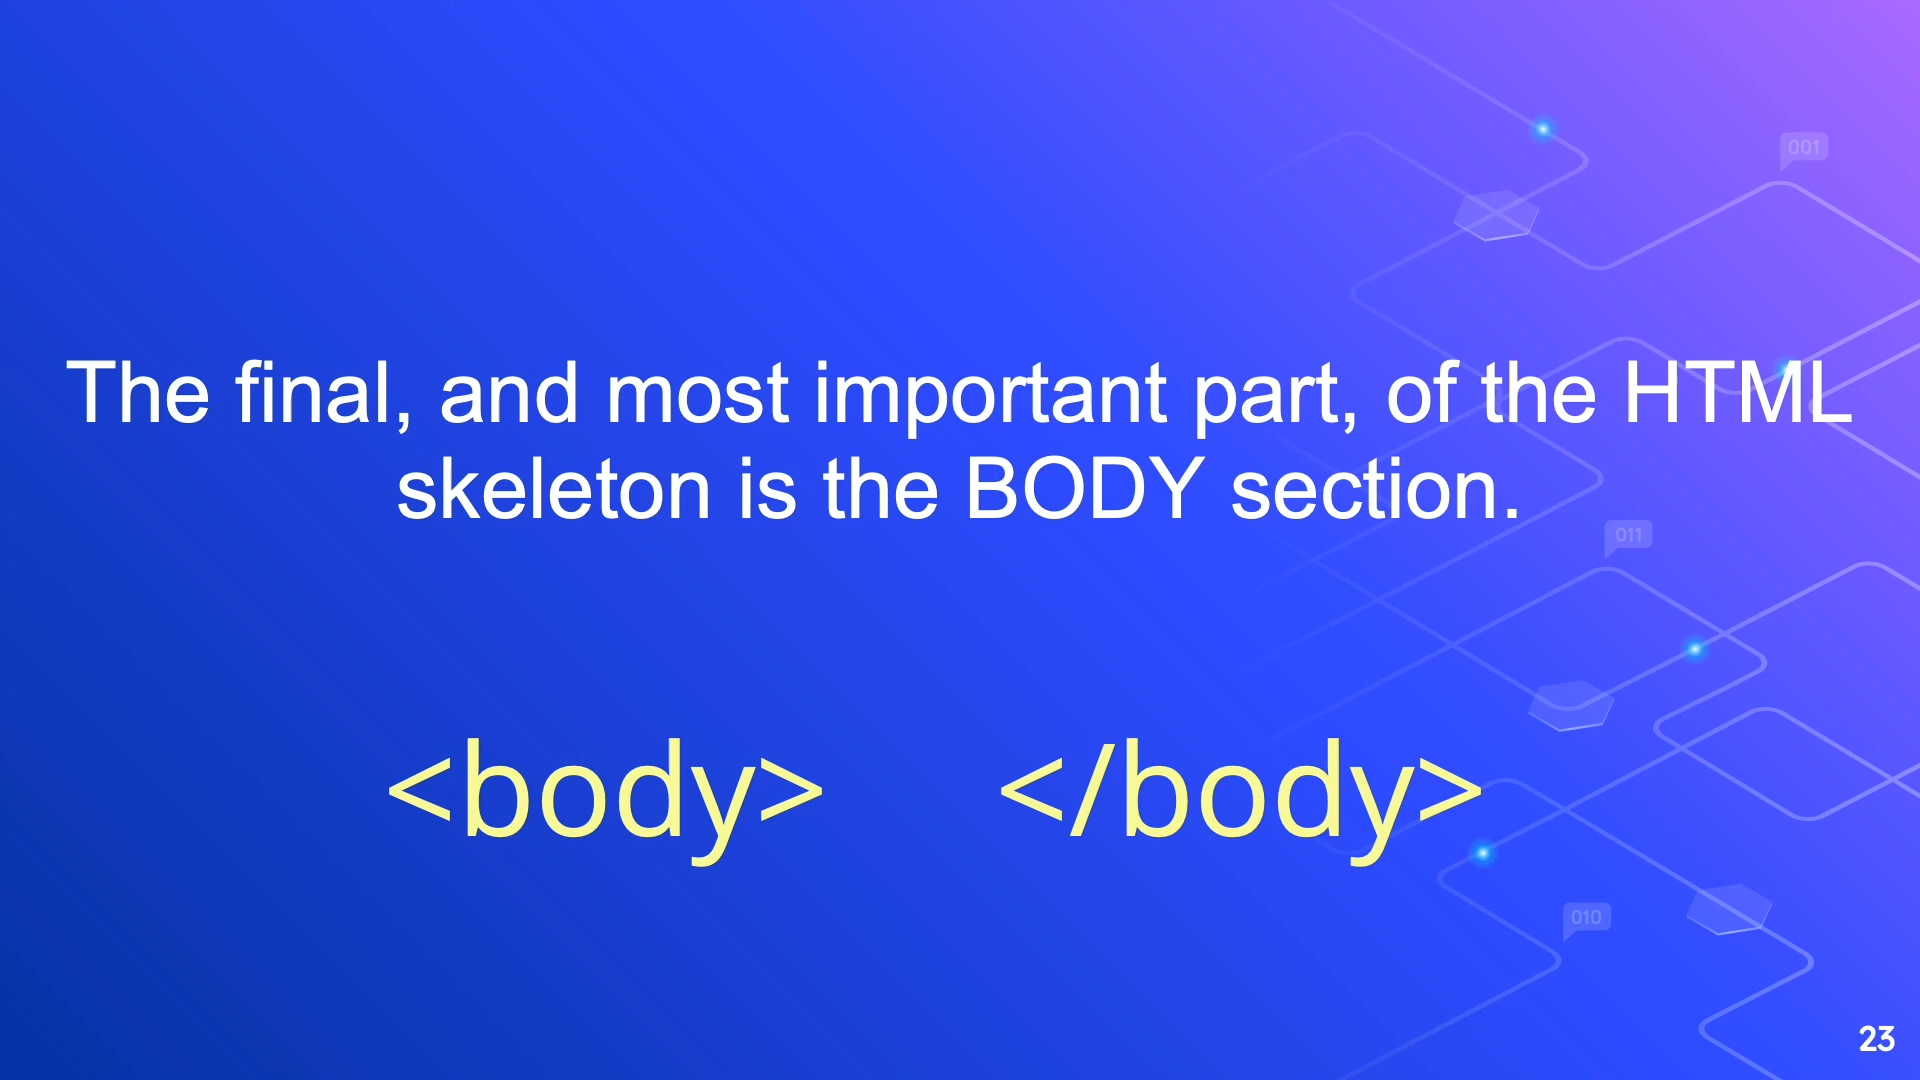 001
The final, and most important part, of the HTML
skeleton is the BODY section.
011
<body> </body>
010
23